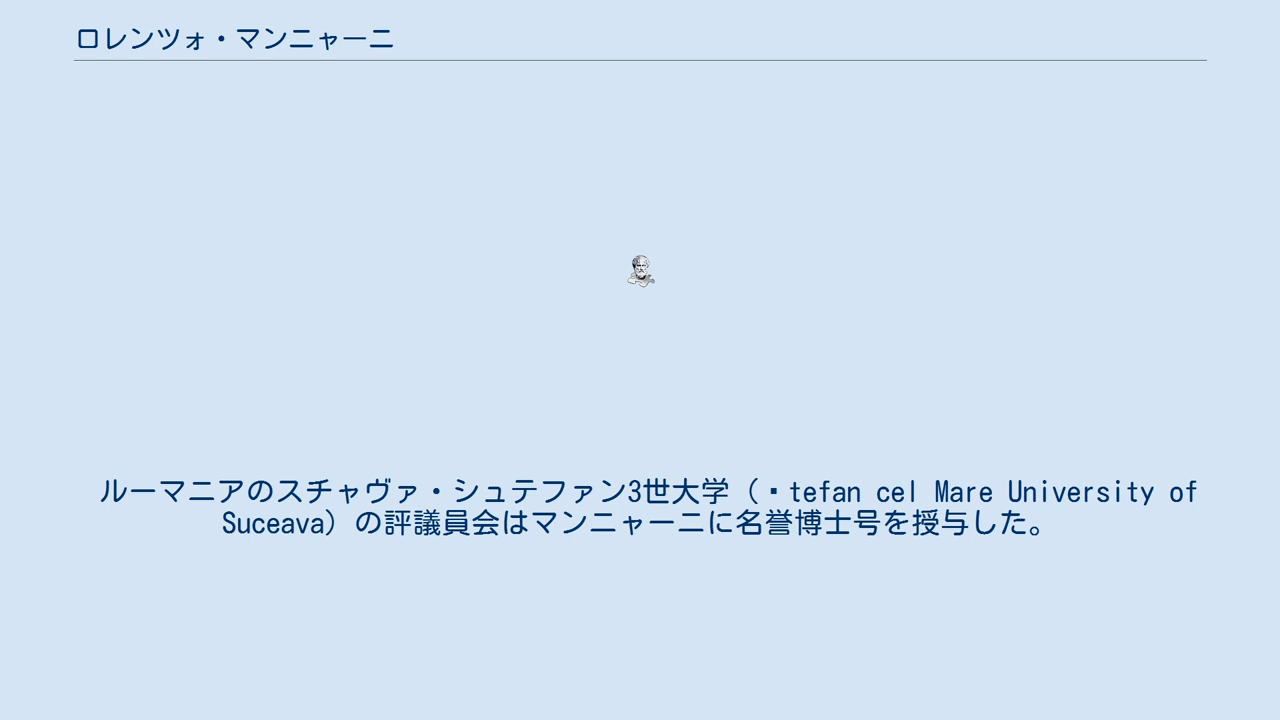 ロレンツォ・マンニャーニ
ルーマニアのスチャヴァ・シュテファン3世大学（・tefan cel Mare University of
Suceava）の評議員会はマンニャーニに名誉博士号を授与した。